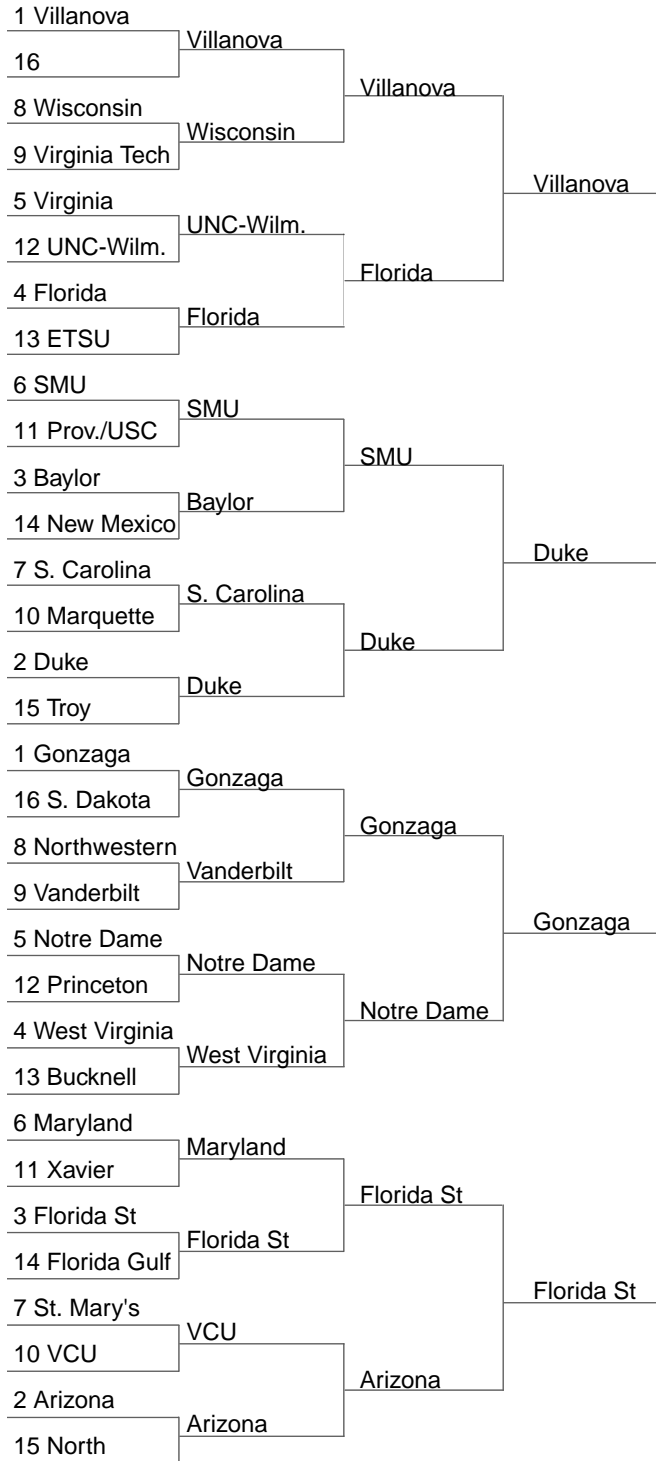 1 Villanova
16
8 Wisconsin
9 Virginia Tech
5 Virginia
12 UNC-Wilm.
4 Florida
13 ETSU
6 SMU
11 Prov./USC
3 Baylor
14 New Mexico
7 S. Carolina
10 Marquette
2 Duke
15 Troy
1 Gonzaga
16 S. Dakota
8 Northwestern
9 Vanderbilt
5 Notre Dame
12 Princeton
4 West Virginia
13 Bucknell
6 Maryland
11 Xavier
3 Florida St
14 Florida Gulf
7 St. Mary's
10 VCU
2 Arizona
15 North
Villanova
Wisconsin
UNC-Wilm.
Florida
SMU
Baylor
S. Carolina
Duke
Gonzaga
Vanderbilt
Notre Dame
West Virginia
Maryland
Florida St
VCU
Arizona
Villanova
Florida
SMU
Duke
Gonzaga
Notre Dame
Florida St
Arizona
Villanova
Duke
Gonzaga
Florida St